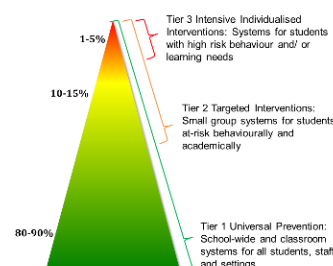 Tier 3 Intensive Individualised
Interventions: Systems for students
with high risk behaviour and/ or
learning needs
1-5%
10-15%
Tier 2 Targeted Interventions:
Small group systems for students
at-risk behaviourally and
academically
80-90%
Tier 1 Universal Prevention:
School-wide and classroom
systems for all students, staff
and settings